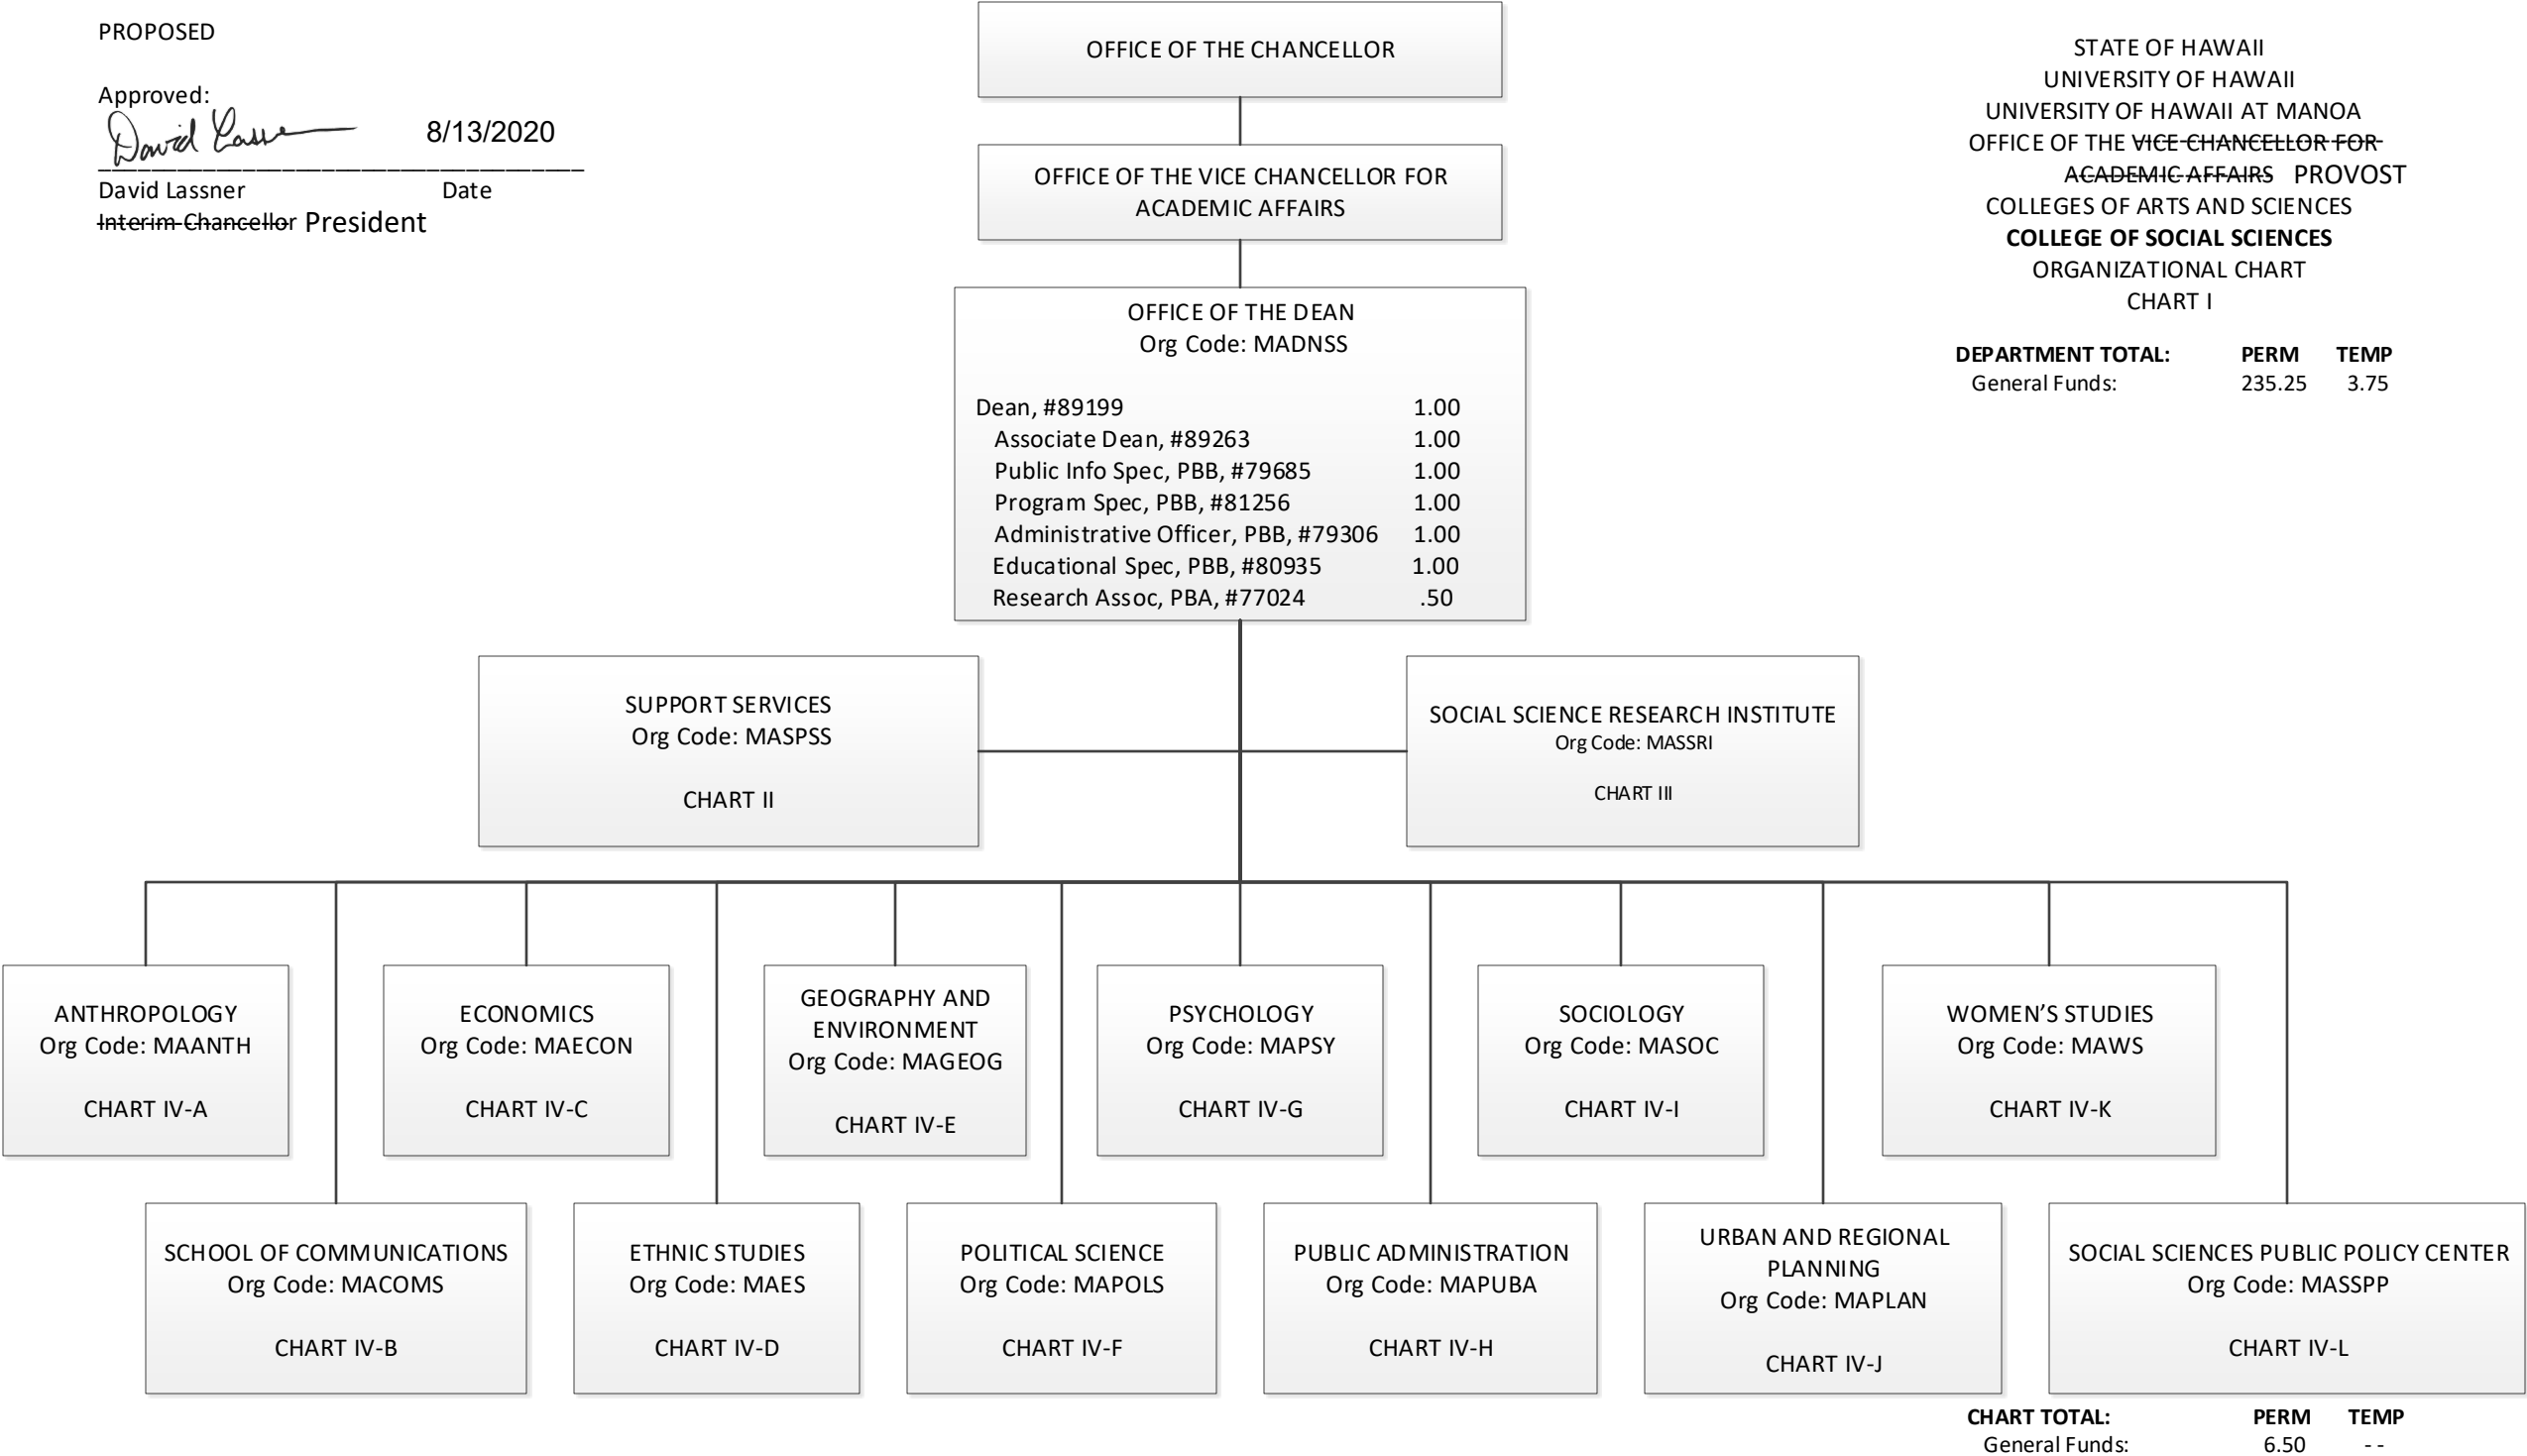 PROPOSED
Approved:
David Lassner 8/13/2020
David Lassner Date
Interim Chancellor President
OFFICE OF THE CHANCELLOR
OFFICE OF THE VICE CHANCELLOR FOR
ACADEMIC AFFAIRS
STATE OF HAWAII
UNIVERSITY OF HAWAII
UNIVERSITY OF HAWAII AT MANOA
OFFICE OF THE VICE CHANCELLOR FOR
ACADEMIC AFFAIRS PROVOST
COLLEGES OF ARTS AND SCIENCES
COLLEGE OF SOCIAL SCIENCES
ORGANIZATIONAL CHART
CHART I
DEPARTMENT TOTAL: PERM TEMP
General Funds: 235.25 3.75
OFFICE OF THE DEAN
Org Code: MADNSS
Dean, #89199 1.00
Associate Dean, #89263 1.00
Public Info Spec, PBB, #79685 1.00
Program Spec, PBB, #81256 1.00
Administrative Officer, PBB, #79306 1.00
Educational Spec, PBB, #80935 1.00
Research Assoc, PBA, #77024 .50
SUPPORT SERVICES
Org Code: MASPSS
CHART II
SOCIAL SCIENCE RESEARCH INSTITUTE
Org Code: MASSRI
CHART III
ANTHROPOLOGY
Org Code: MAANTH
CHART IV-A
ECONOMICS
Org Code: MAECON
CHART IV-C
GEOGRAPHY AND
ENVIRONMENT
Org Code: MAGEOG
CHART IV-E
PSYCHOLOGY
Org Code: MAPSY
CHART IV-G
SOCIOLOGY
Org Code: MASOC
CHART IV-I
WOMEN’S STUDIES
Org Code: MAWS
CHART IV-K
SCHOOL OF COMMUNICATIONS
Org Code: MACOMS
CHART IV-B
ETHNIC STUDIES
Org Code: MAES
CHART IV-D
POLITICAL SCIENCE
Org Code: MAPOLS
CHART IV-F
PUBLIC ADMINISTRATION
Org Code: MAPUBA
CHART IV-H
URBAN AND REGIONAL
PLANNING
Org Code: MAPLAN
CHART IV-J
SOCIAL SCIENCES PUBLIC POLICY CENTER
Org Code: MASSPP
CHART IV-L
CHART TOTAL: PERM TEMP
General Funds: 6.50 - -